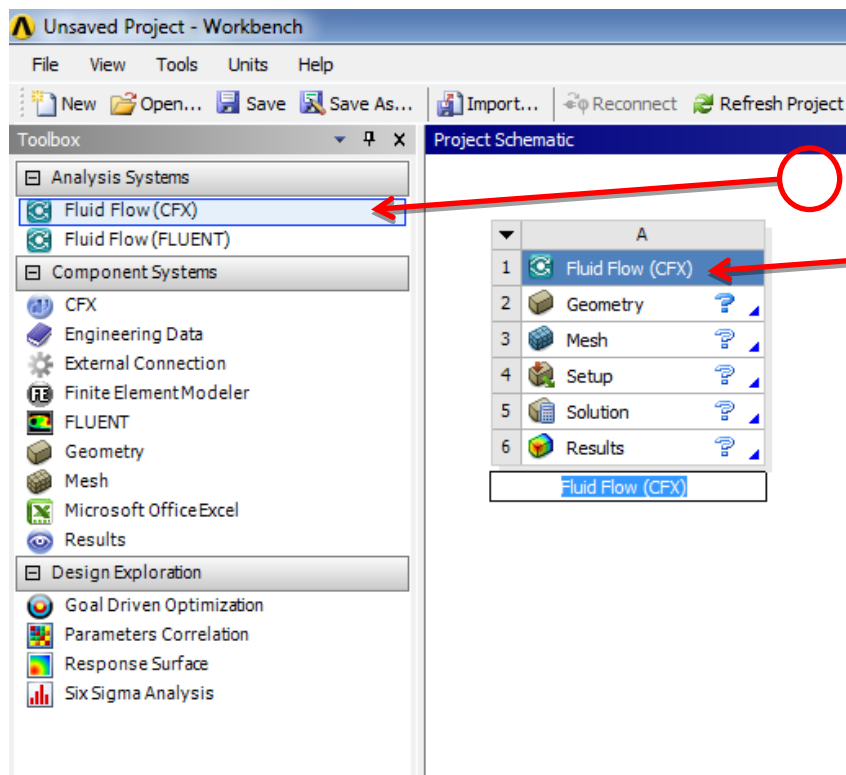 Unsaved Project - Workbench
File View Tools Units Help
New Open... Save Save As... Import... Reconnect Refresh Project
Toolbox
Project Schematic
Analysis Systems
Fluid Flow (CFX)
Fluid Flow (FLUENT)
Component Systems
CFX
Engineering Data
External Connection
Finite Element Modeler
FLUENT
Geometry
Mesh
Microsoft Office Excel
Results
Design Exploration
Goal Driven Optimization
Parameters Correlation
Response Surface
Six Sigma Analysis
A
1 Fluid Flow (CFX)
2 Geometry ?
3 Mesh ?
4 Setup ?
5 Solution ?
6 Results ?
Fluid Flow (CFX)